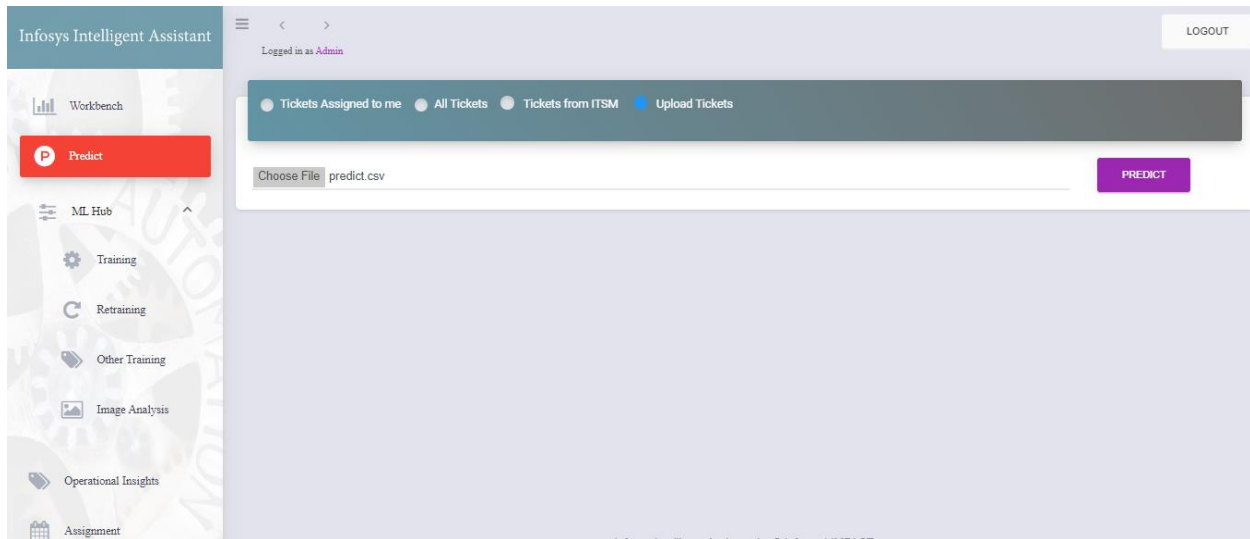 Infosys Intelligent Assistant
Logged in as Admin
LOGOUT
Workbench
P Predict
ML Hub
Training
Retraining
Other Training
Image Analysis
Operational Insights
Assignment
Tickets Assigned to me All Tickets Tickets from ITSM Upload Tickets
Choose File predict.csv
PREDICT